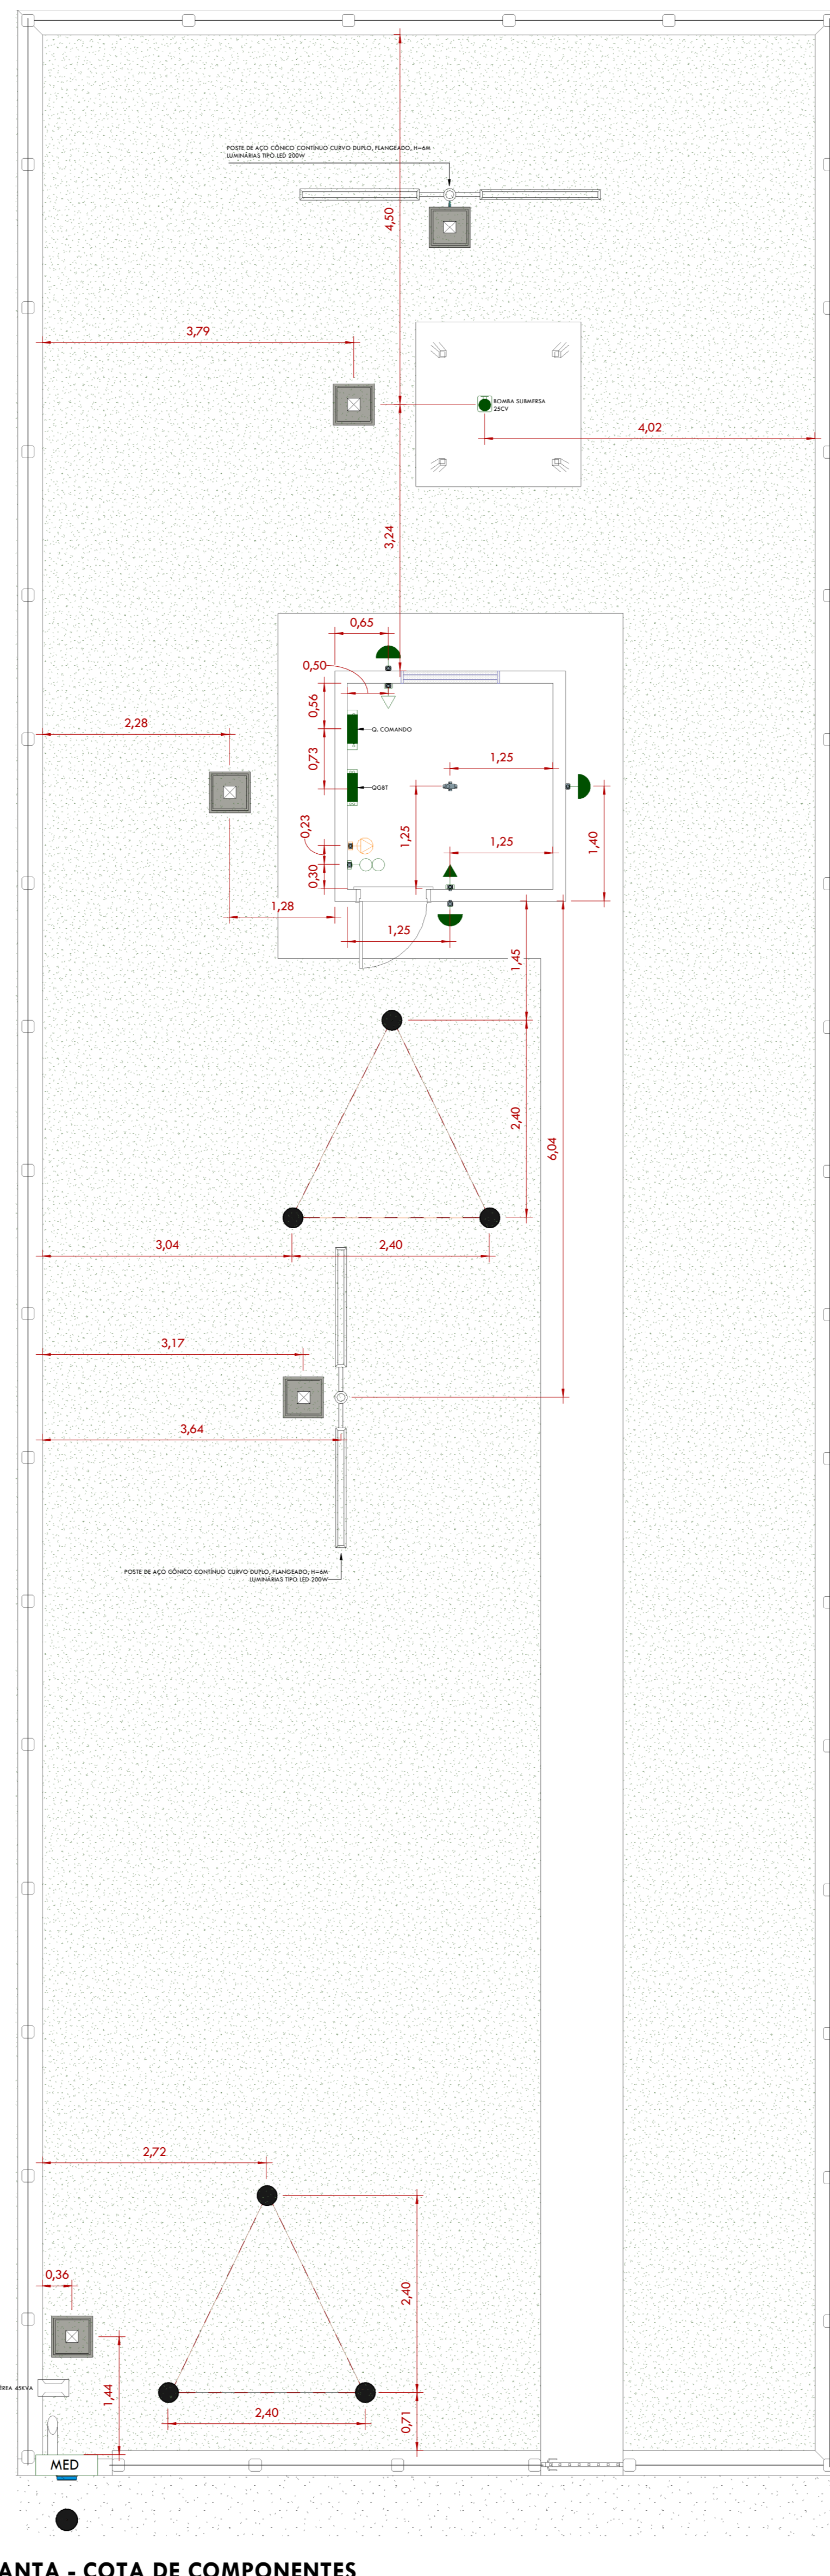 POSTE DE AÇO CÔNICO CONTÍNUO CURVO DUPLO, FLANGEADO, H=6M
LUMINÁRIAS TIPO LED 200W
4,50
3,79
BOMBA SUBMERSA
25CV
4,02
3,24
0,65
0,50
0,56
2,28
Q. COMANDO
0,73
1,25
QGBT
0,23
1,25
1,40
1,25
0,30
1,28
1,25
1,45
2,40
6,04
3,04
2,40
3,17
3,64
POSTE DE AÇO CÔNICO CONTÍNUO CURVO DUPLO, FLANGEADO, H=6M
LUMINÁRIAS TIPO LED 200W
2,72
0,36
2,40
ÉREA 45KVA
1,44
2,40
0,71
MED
ANTA - COTA DE COMPONENTES